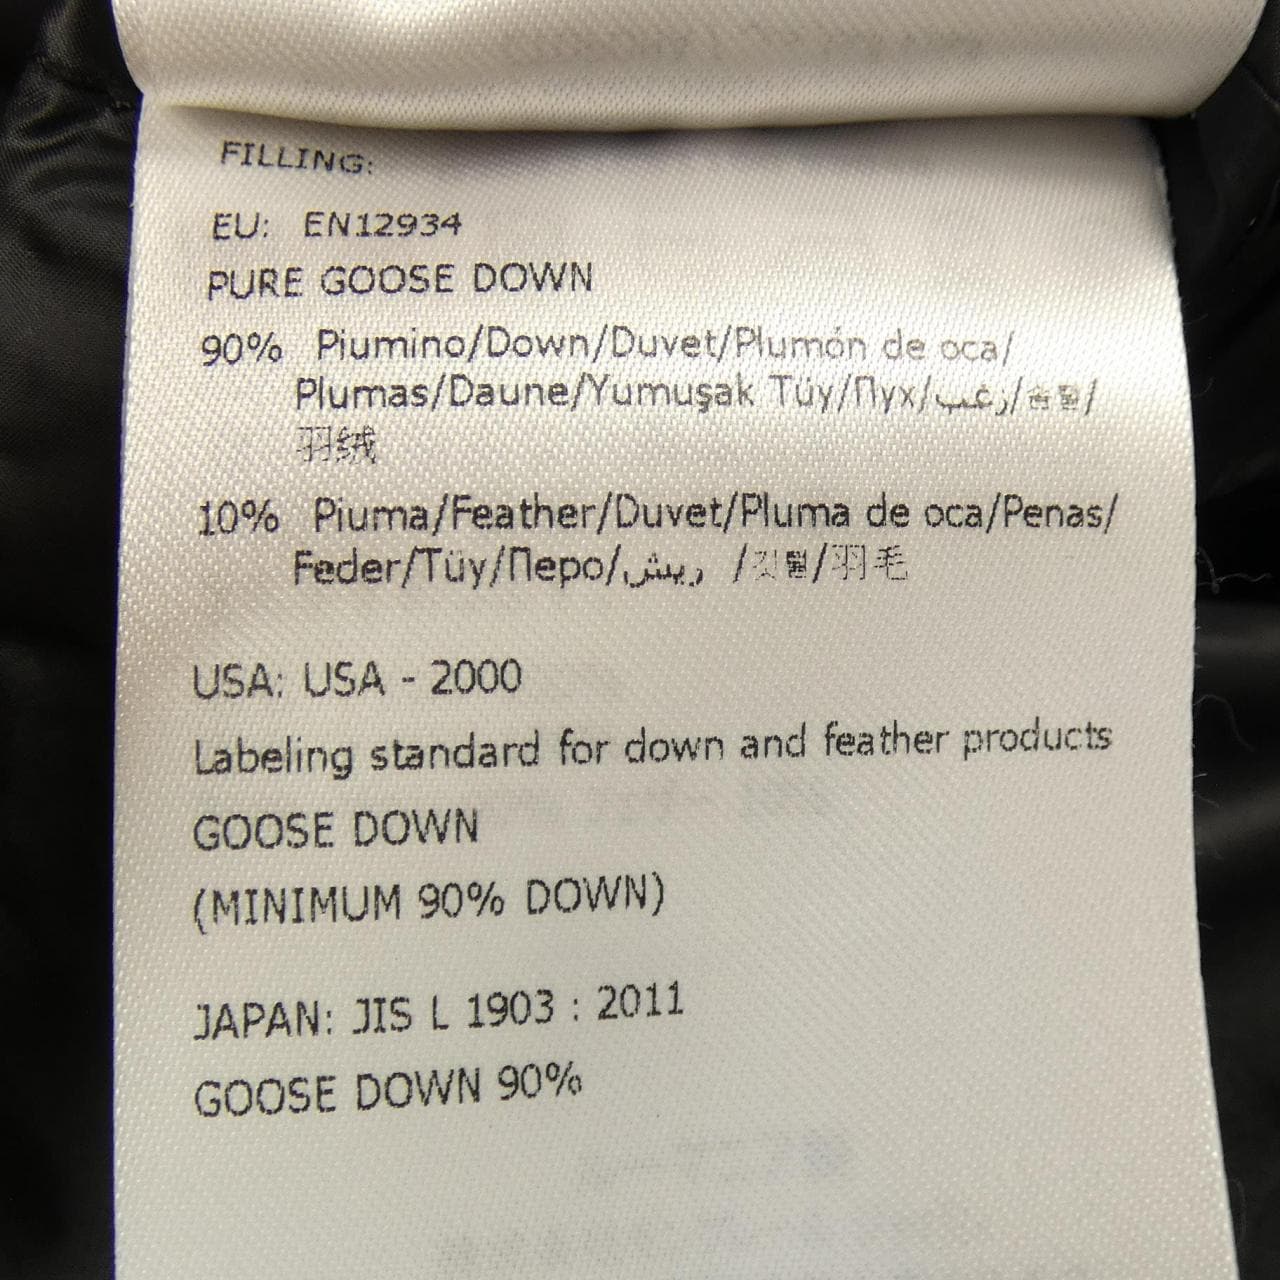 FILLING:
EU: EN12934
PURE GOOSE DOWN
90% Piumino/Down/Duvet/Plumón de oca/
Plumas/Daune/Yumuşak Tüy/Пух/زغب/솜털/
羽绒
10% Piuma/Feather/Duvet/Pluma de oca/Penas/
Feder/Tüy/Перо/ريش /깃털/羽毛
USA: USA - 2000
Labeling standard for down and feather products
GOOSE DOWN
(MINIMUM 90% DOWN)
JAPAN: JIS L 1903 : 2011
GOOSE DOWN 90%